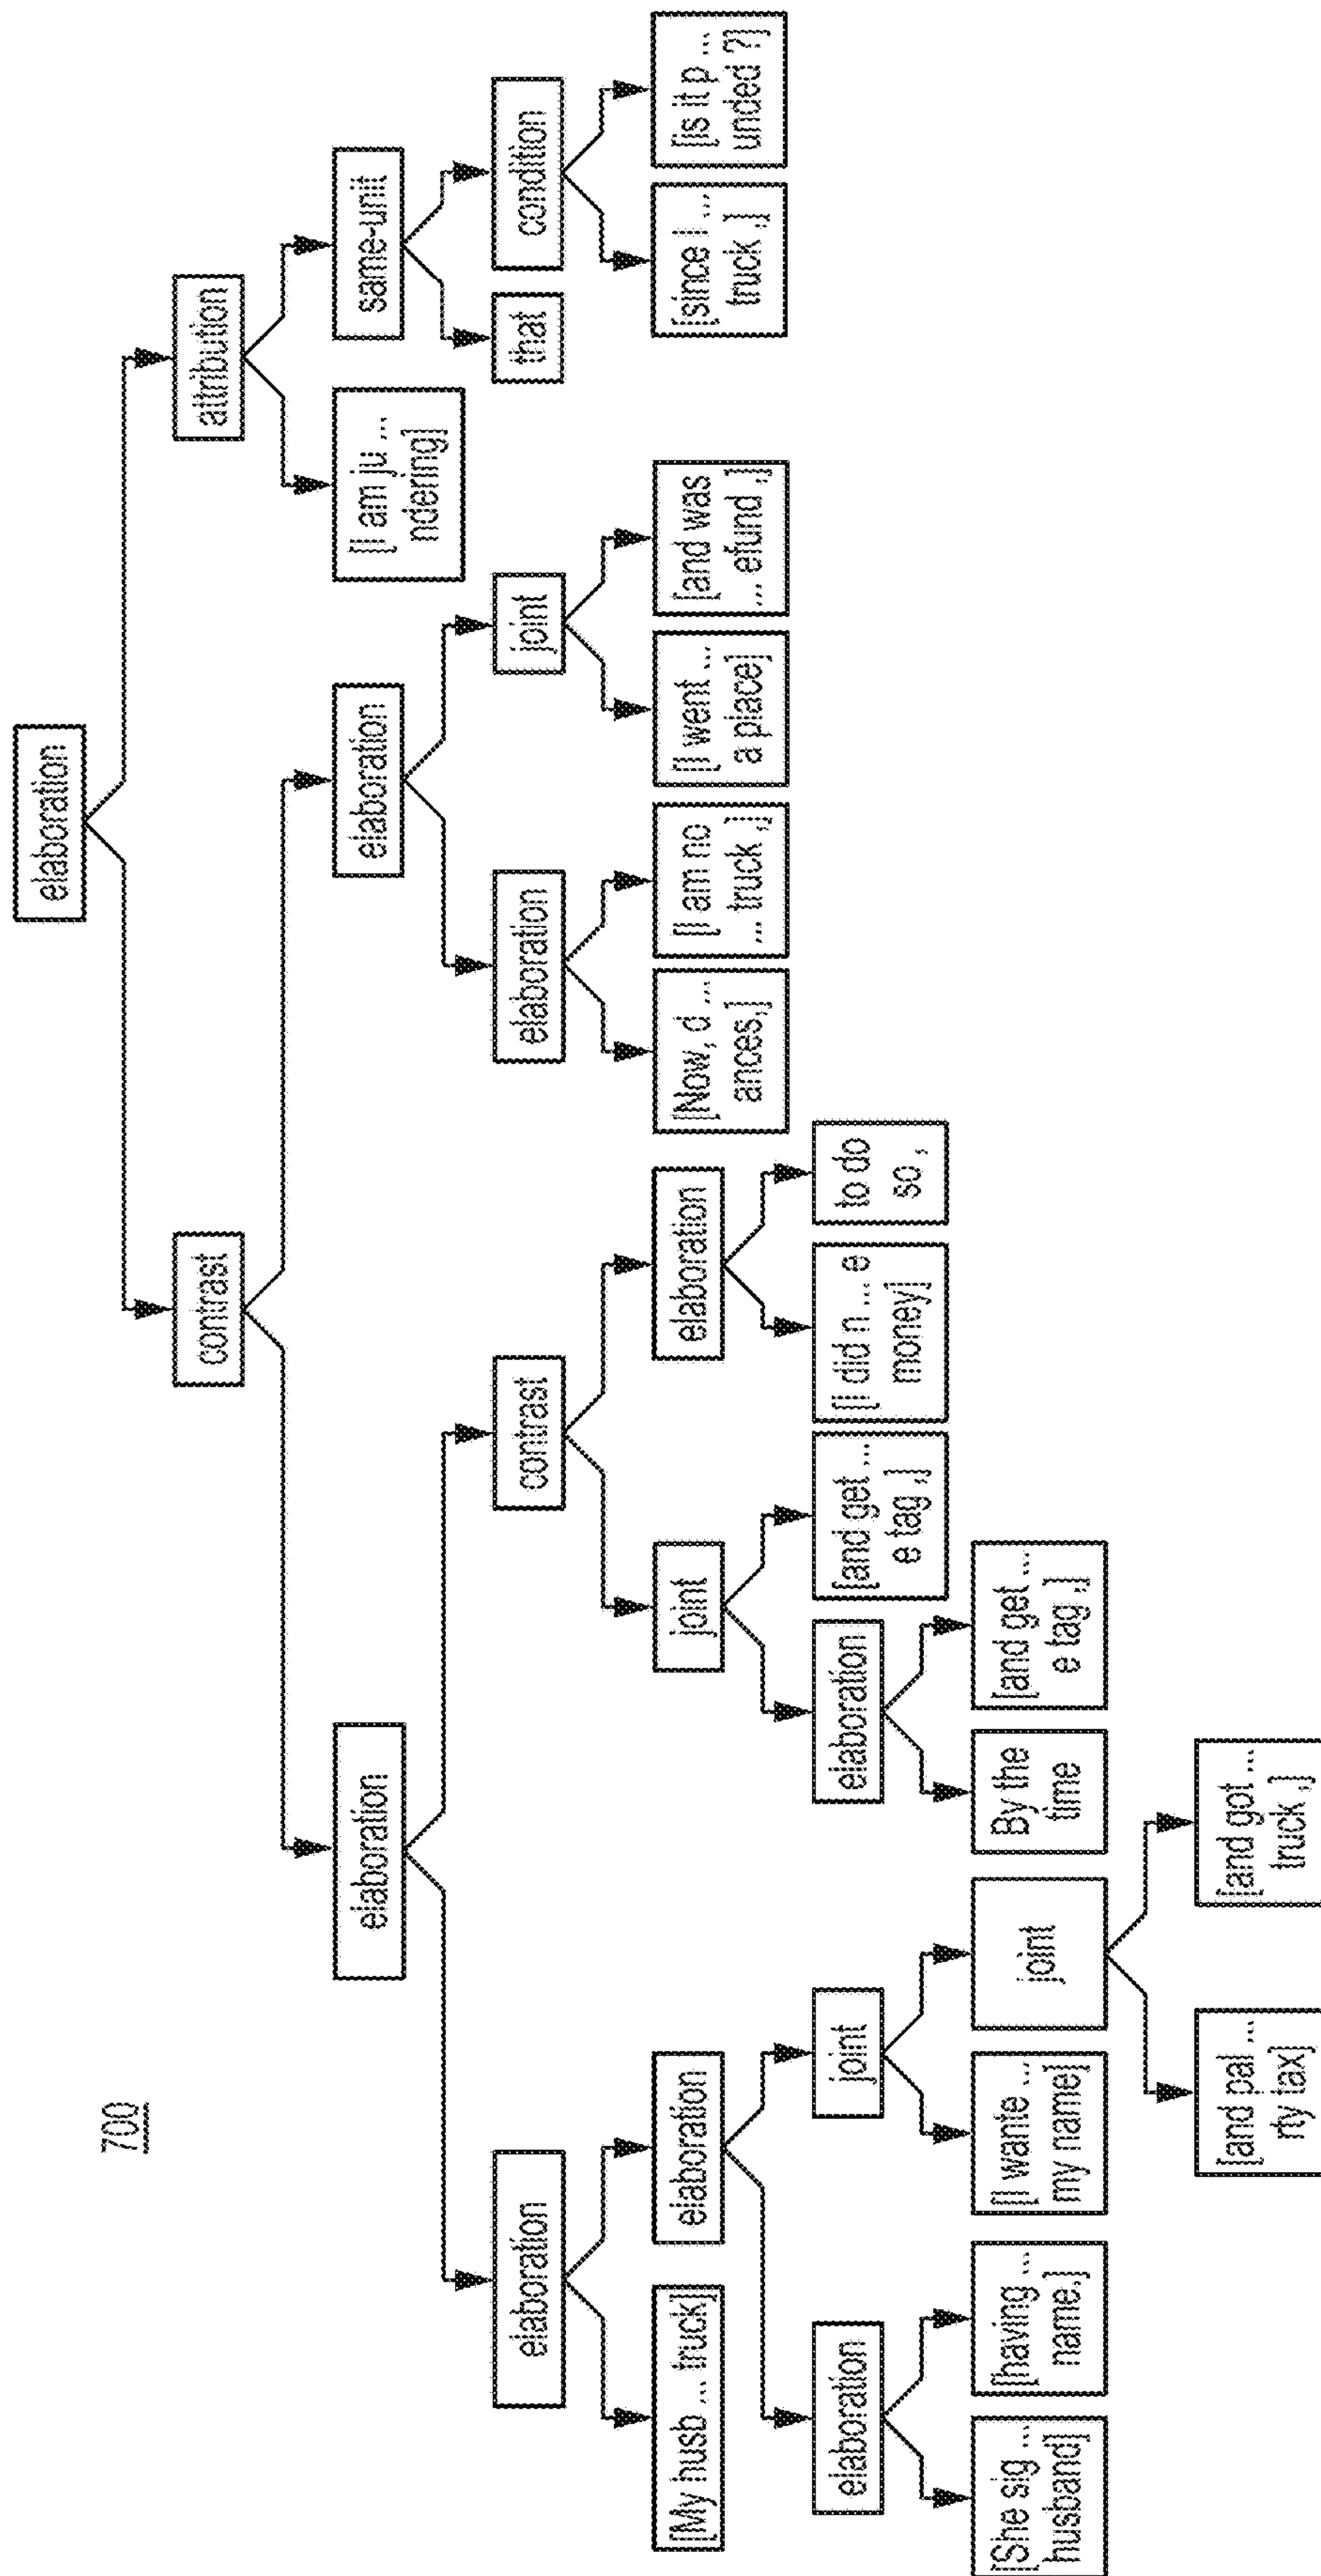 700
elaboration
contrast
attribution
elaboration
elaboration
[I am ju ...
ndering]
same-unit
elaboration
contrast
elaboration
joint
that
condition
[My husb ... truck]
elaboration
joint
elaboration
[Now, d ...
ances,]
[I am no
... truck ,]
[I went ...
a place]
[and was
... efund ,]
[since I ...
truck ,]
[is it p ...
unded ?]
elaboration
joint
elaboration
[and get ...
e tag ,]
[I did n ... e
money]
to do
so ,
[She sig ...
husband]
[having ...
name.]
[I wante ...
my name]
joint
By the
time
[and get ...
e tag ,]
[and pal ...
rty tax]
[and got ...
truck ,]